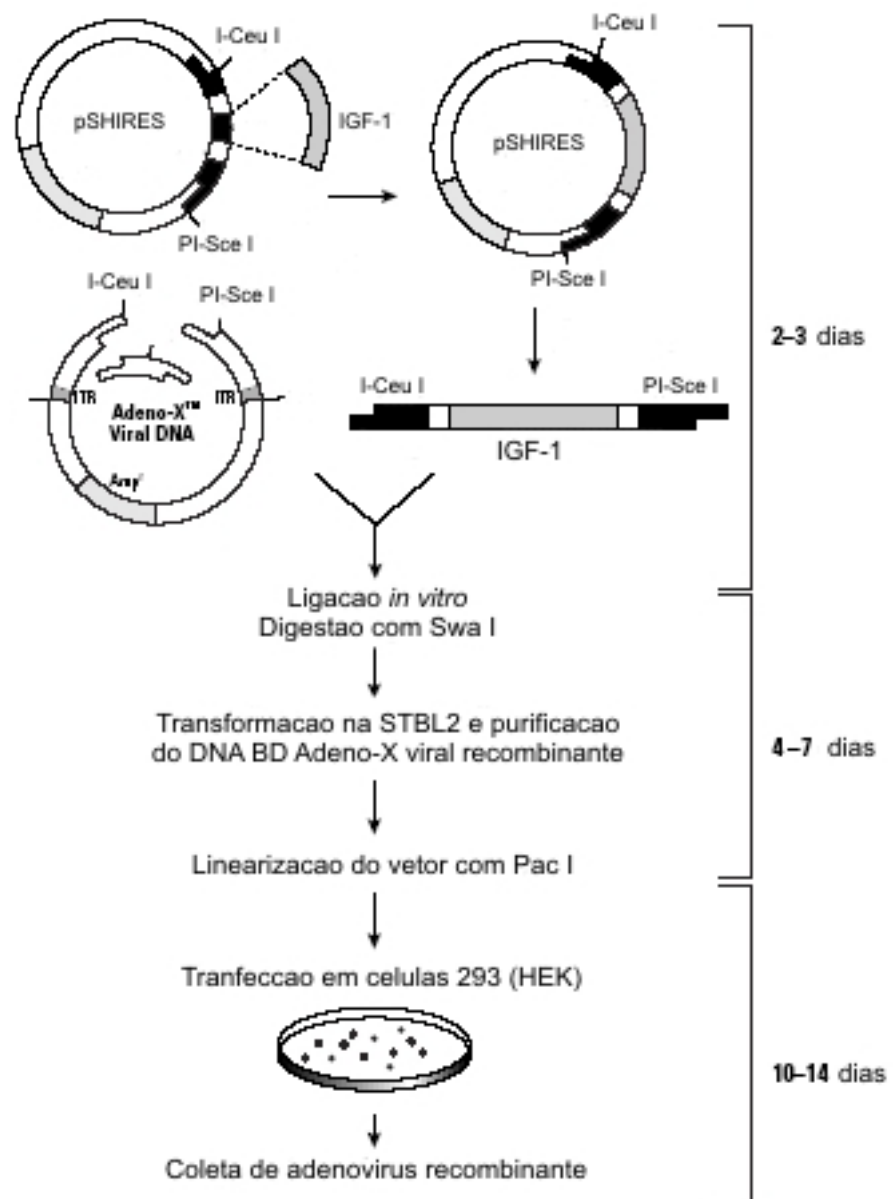 I-Ceu I
pSHIRES
IGF-1
PI-Sce I
I-Ceu I
pSHIRES
PI-Sce I
I-Ceu I
PI-Sce I
ITR
ITR
Adeno-X™
Viral DNA
Ampʳ
I-Ceu I
PI-Sce I
IGF-1
2–3 dias
Ligacao in vitro
Digestao com Swa I
Transformacao na STBL2 e purificacao
do DNA BD Adeno-X viral recombinante
4–7 dias
Linearizacao do vetor com Pac I
Tranfeccao em celulas 293 (HEK)
10–14 dias
Coleta de adenovirus recombinante